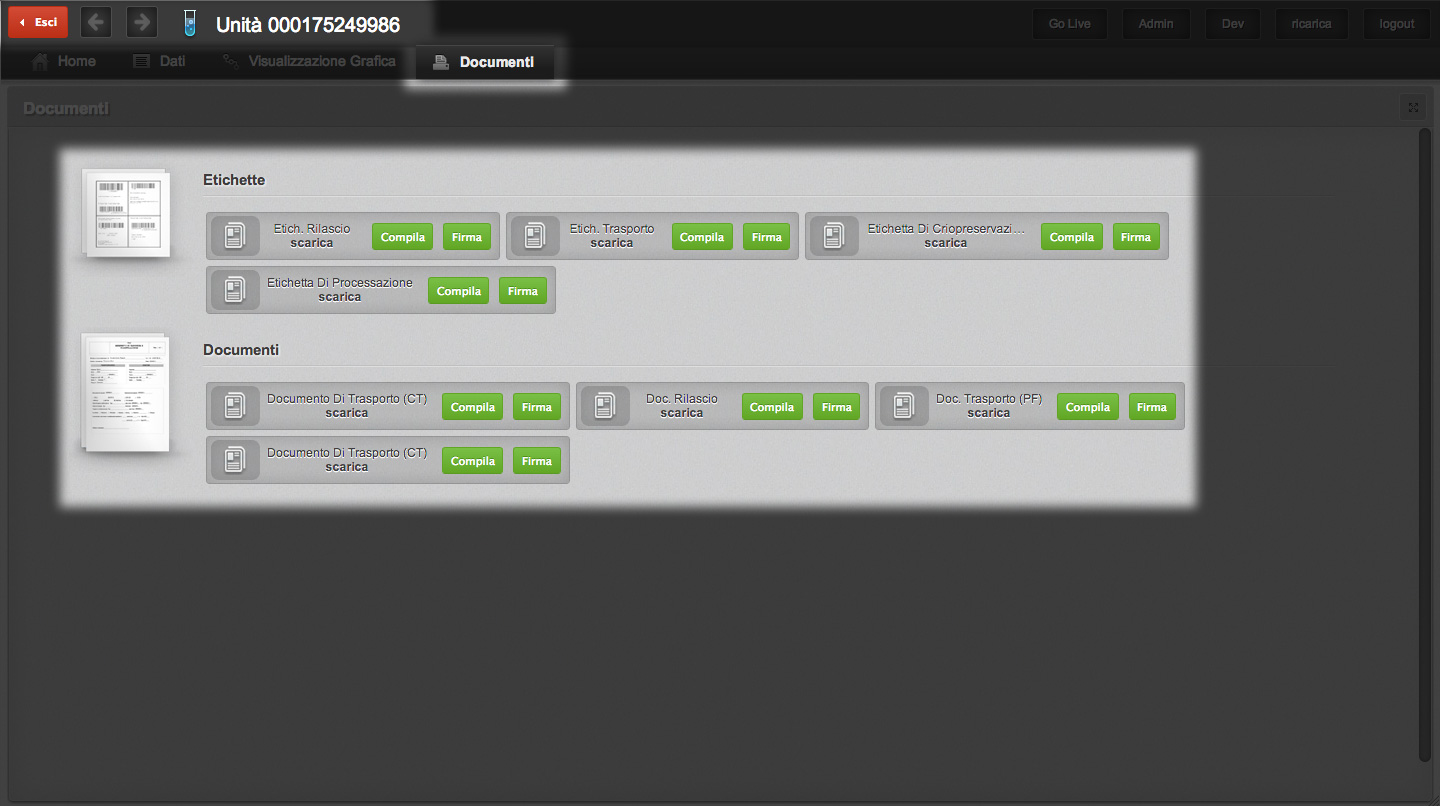 Esci
Unità 000175249986
Go Live
Admin
Dev
ricarica
logout
Home
Dati
Visualizzazione Grafica
Documenti
Documenti
Etichette
Etich. Rilascio
scarica
Compila
Firma
Etich. Trasporto
scarica
Compila
Firma
Etichetta Di Criopreservazi...
scarica
Compila
Firma
Etichetta Di Processazione
scarica
Compila
Firma
Documenti
Documento Di Trasporto (CT)
scarica
Compila
Firma
Doc. Rilascio
scarica
Compila
Firma
Doc. Trasporto (PF)
scarica
Compila
Firma
Documento Di Trasporto (CT)
scarica
Compila
Firma